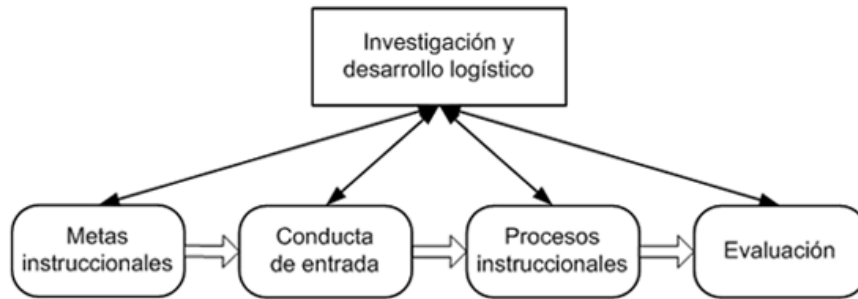 Investigación y
desarrollo logístico
Metas
instruccionales
Conducta
de entrada
Procesos
instruccionales
Evaluación